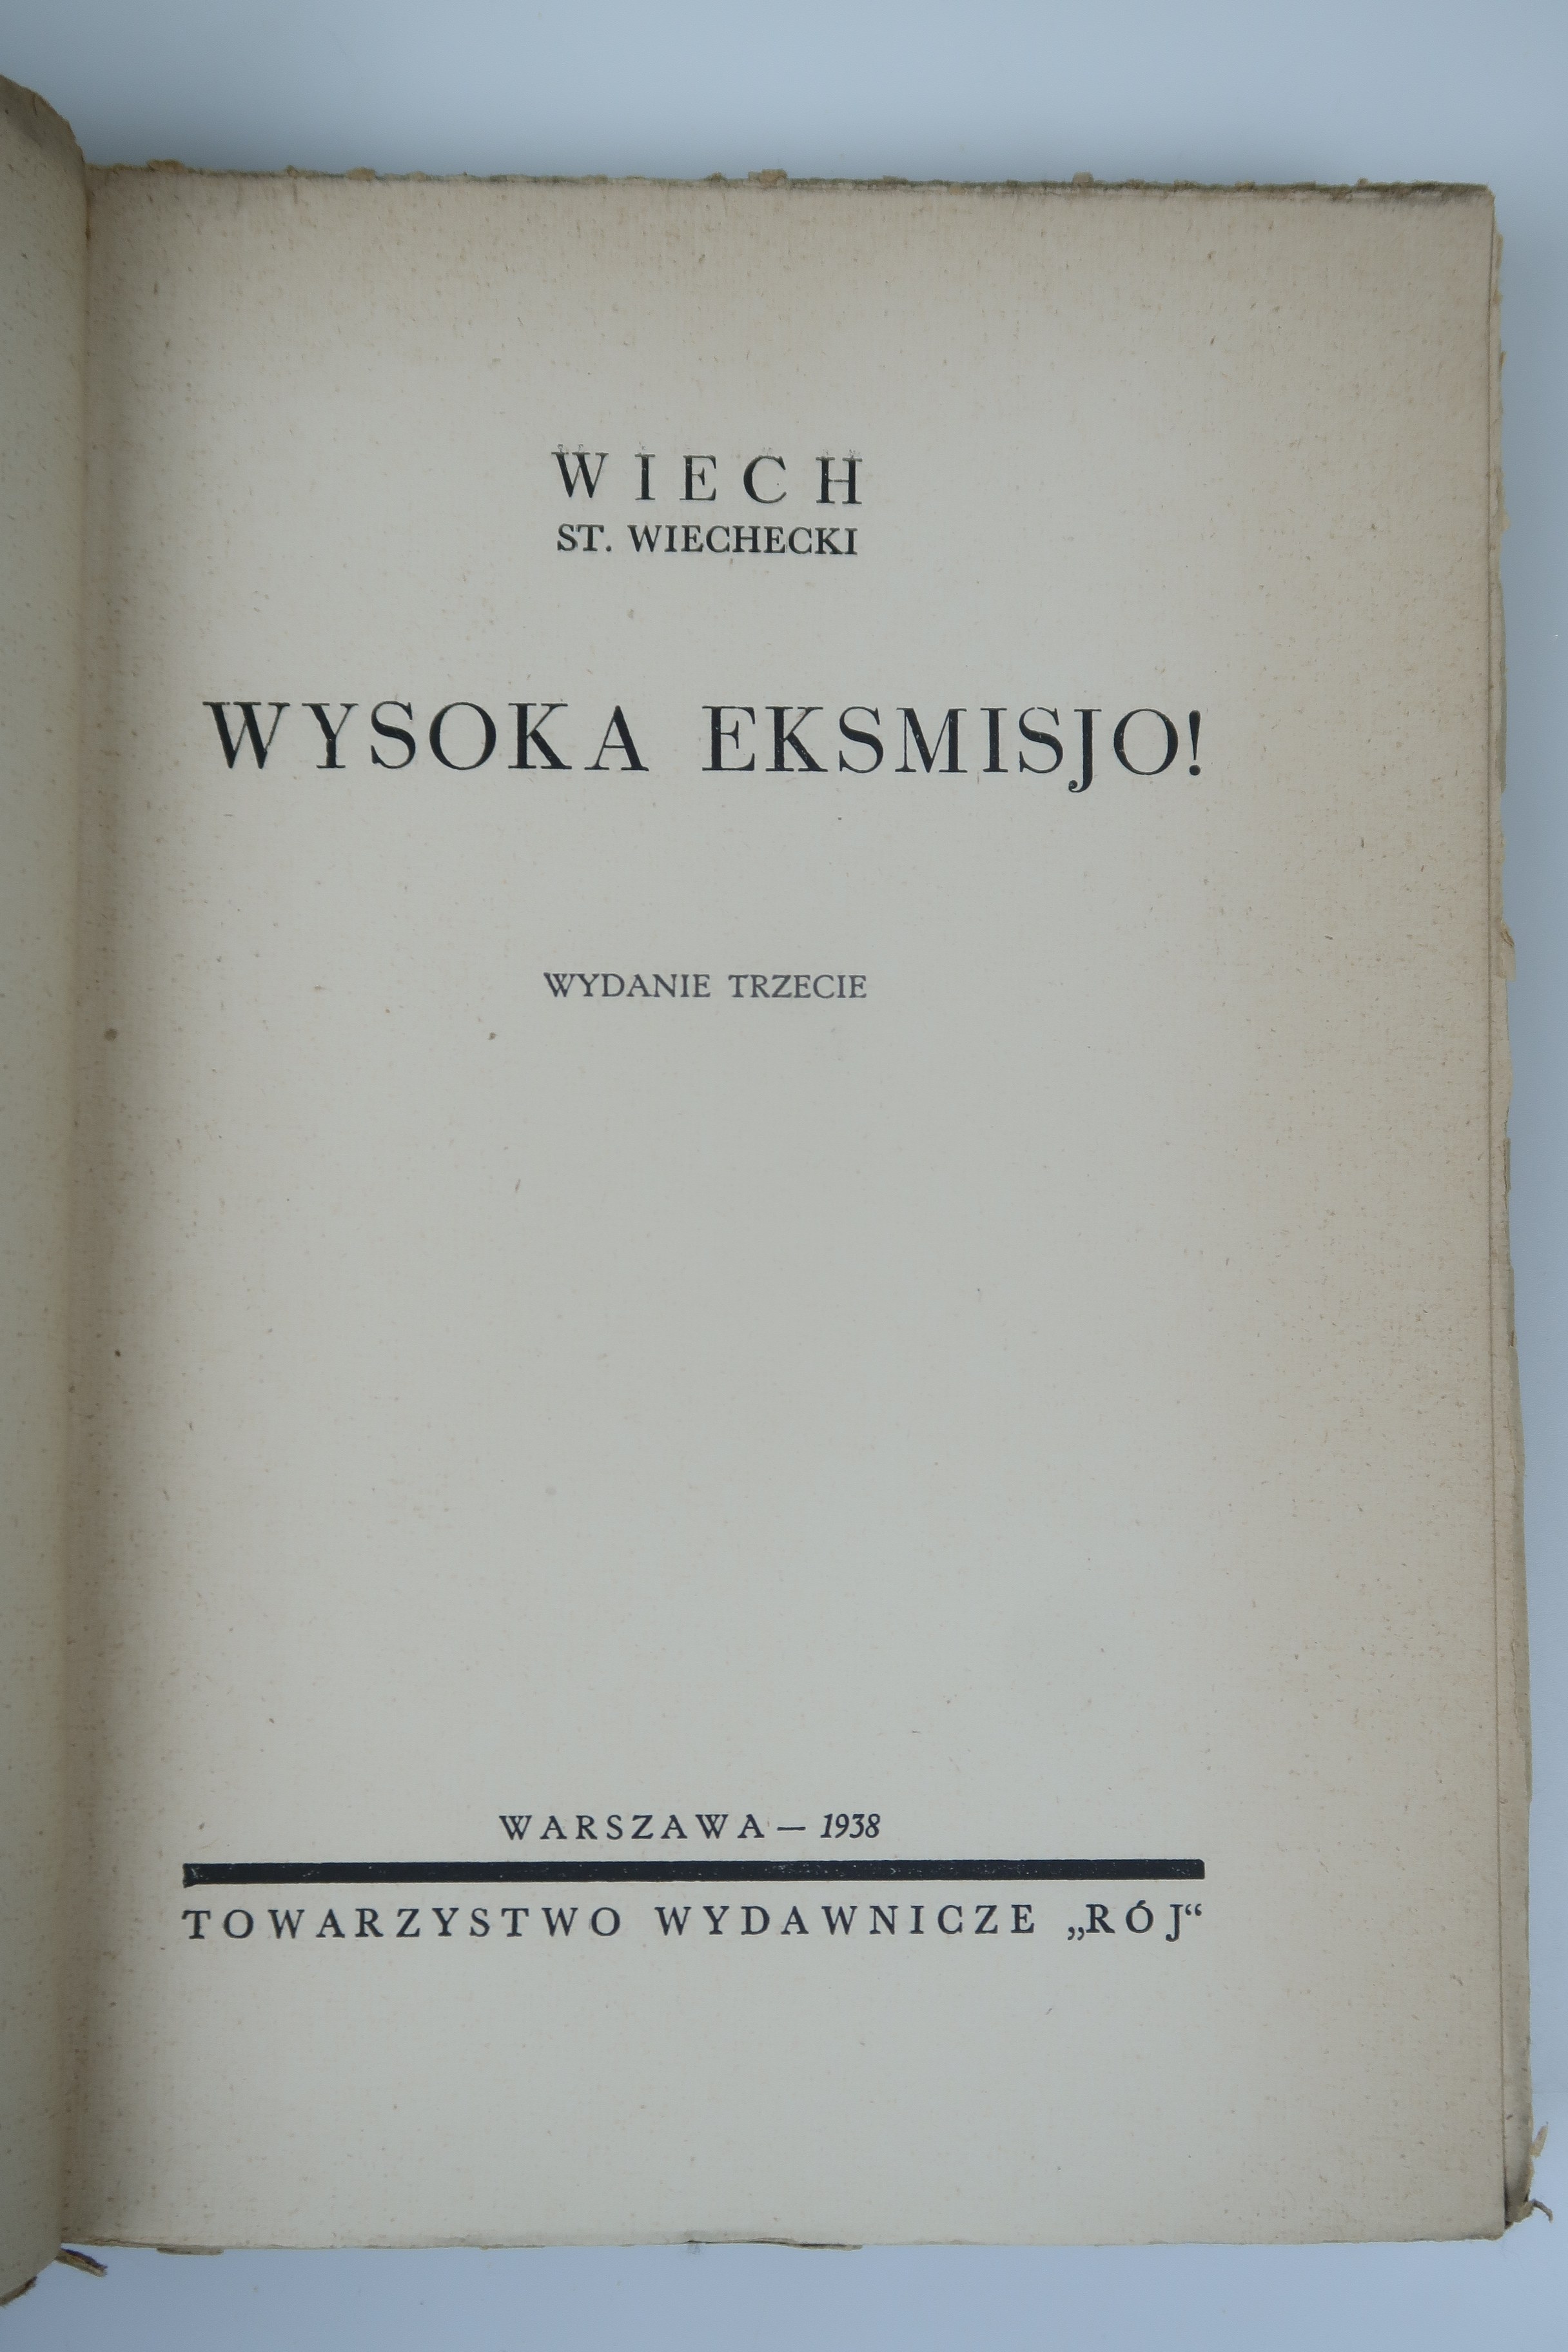 WIECH
ST. WIECHECKI
WYSOKA EKSMISJO!
WYDANIE TRZECIE
WARSZAWA — 1938
TOWARZYSTWO WYDAWNICZE „RÓJ“